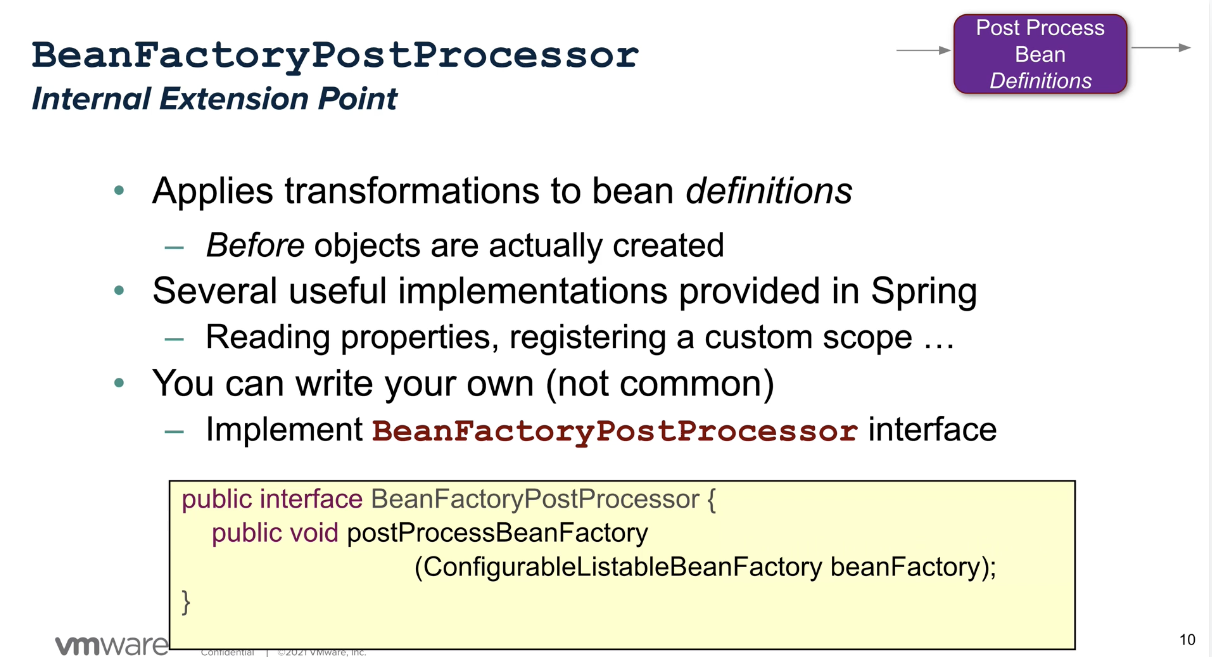 BeanFactoryPostProcessor
Internal Extension Point
Post Process
Bean
Definitions
• Applies transformations to bean definitions
– Before objects are actually created
• Several useful implementations provided in Spring
– Reading properties, registering a custom scope …
• You can write your own (not common)
– Implement BeanFactoryPostProcessor interface
public interface BeanFactoryPostProcessor {
public void postProcessBeanFactory
(ConfigurableListableBeanFactory beanFactory);
}
vmware
Confidential | ©2021 VMware, Inc.
10